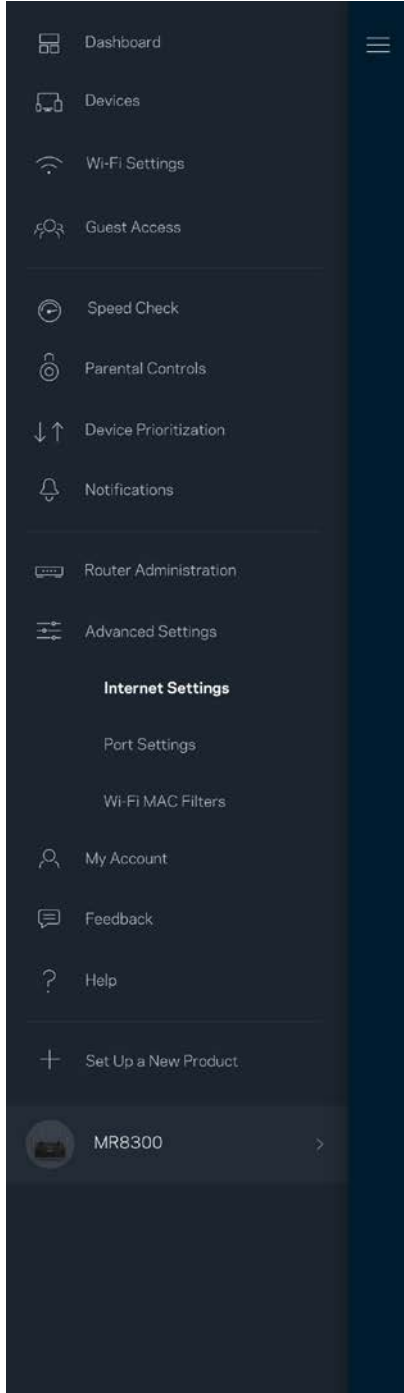 Dashboard
Devices
Wi-Fi Settings
Guest Access
Speed Check
Parental Controls
Device Prioritization
Notifications
Router Administration
Advanced Settings
Internet Settings
Port Settings
Wi-Fi MAC Filters
My Account
Feedback
Help
Set Up a New Product
MR8300